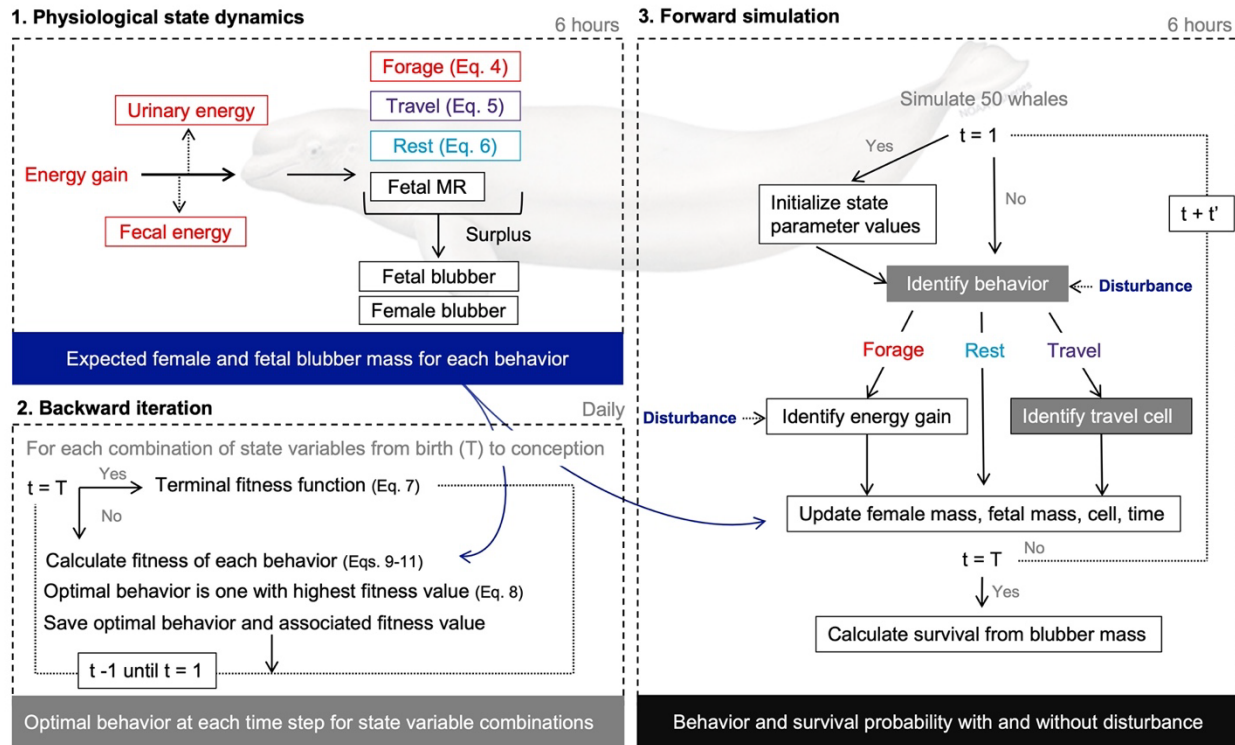 1. Physiological state dynamics
6 hours
Forage (Eq. 4)
Urinary energy
Travel (Eq. 5)
Rest (Eq. 6)
Energy gain
Fetal MR
Fecal energy
Surplus
Fetal blubber
Female blubber
Expected female and fetal blubber mass for each behavior
2. Backward iteration
Daily
For each combination of state variables from birth (T) to conception
t = T
Yes
Terminal fitness function (Eq. 7)
No
Calculate fitness of each behavior (Eqs. 9-11)
Optimal behavior is one with highest fitness value (Eq. 8)
Save optimal behavior and associated fitness value
t -1 until t = 1
Optimal behavior at each time step for state variable combinations
3. Forward simulation
6 hours
Simulate 50 whales
t = 1
Yes
No
Initialize state
parameter values
t + t’
Identify behavior
Disturbance
Forage
Rest
Travel
Disturbance
Identify energy gain
Identify travel cell
Update female mass, fetal mass, cell, time
t = T
No
Yes
Calculate survival from blubber mass
Behavior and survival probability with and without disturbance